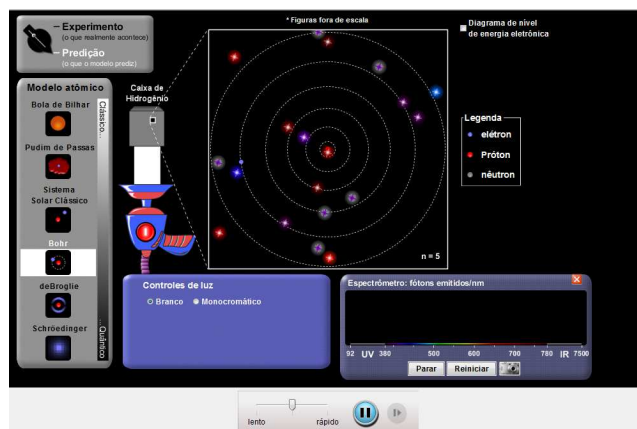 Experimento
(o que realmente acontece)
Predição
(o que o modelo prediz)
* Figuras fora de escala
Diagrama de nível
de energia eletrônica
Modelo atômico
Bola de Bilhar
Pudim de Passas
Sistema
Solar Clássico
Bohr
deBroglie
Schröedinger
Clássico...
...Quântico
Caixa de
Hidrogênio
n = 5
Legenda
elétron
Próton
nêutron
Controles de luz
Branco
Monocromático
Espectrômetro: fótons emitidos/nm
92 UV 380 500 600 700 780 IR 7500
Parar Reiniciar
lento rápido